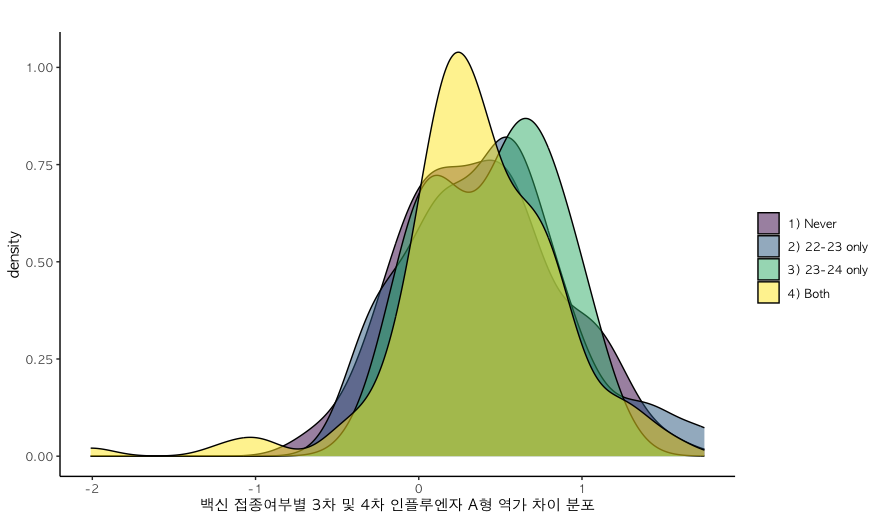 1.00
0.75
0.50
0.25
0.00
density
-2
-1
0
1
백신 접종여부별 3차 및 4차 인플루엔자 A형 역가 차이 분포
1) Never
2) 22-23 only
3) 23-24 only
4) Both